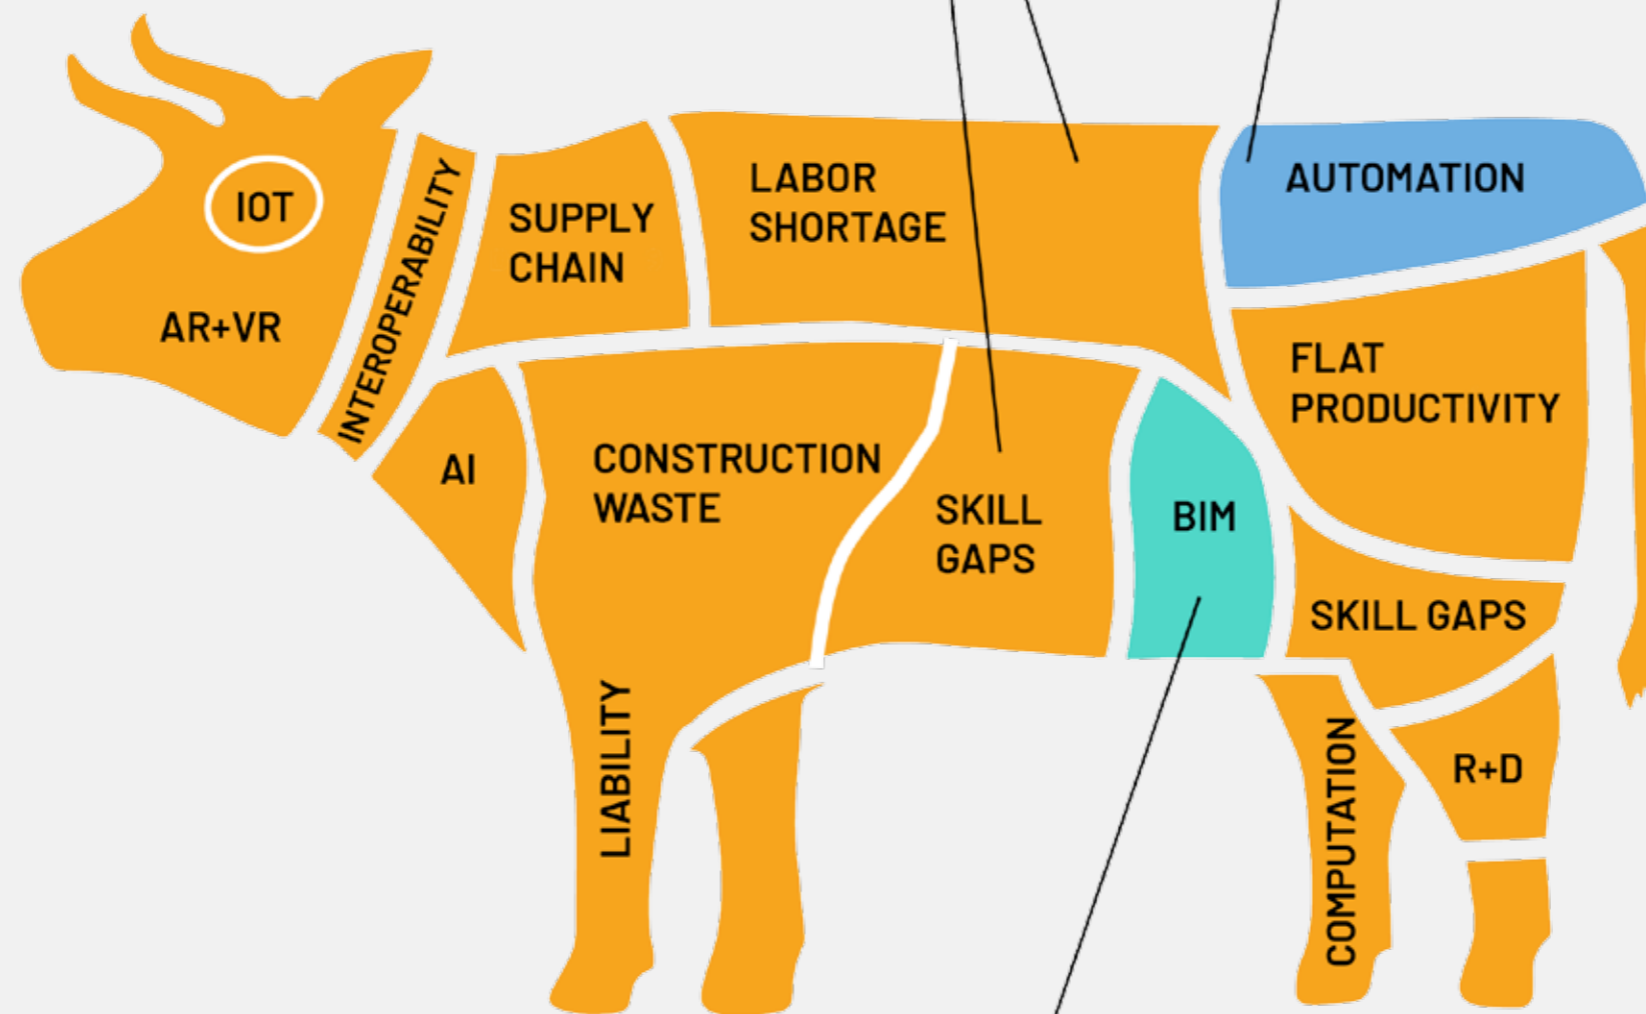 IOT
AR+VR
INTEROPERABILITY
SUPPLY
CHAIN
LABOR
SHORTAGE
AUTOMATION
FLAT
PRODUCTIVITY
AI
CONSTRUCTION
WASTE
SKILL
GAPS
BIM
SKILL GAPS
LIABILITY
COMPUTATION
R+D